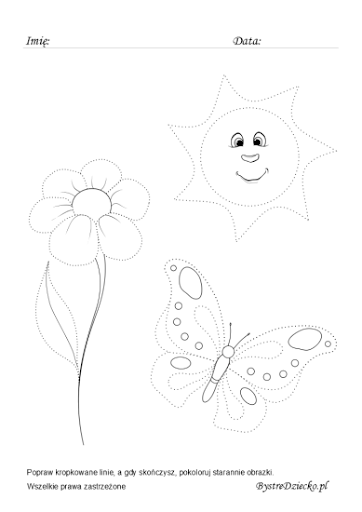 Imię: Data:
Popraw kropkowane linie, a gdy skończysz, pokoloruj starannie obrazki.
Wszelkie prawa zastrzeżone BystreDziecko.pl